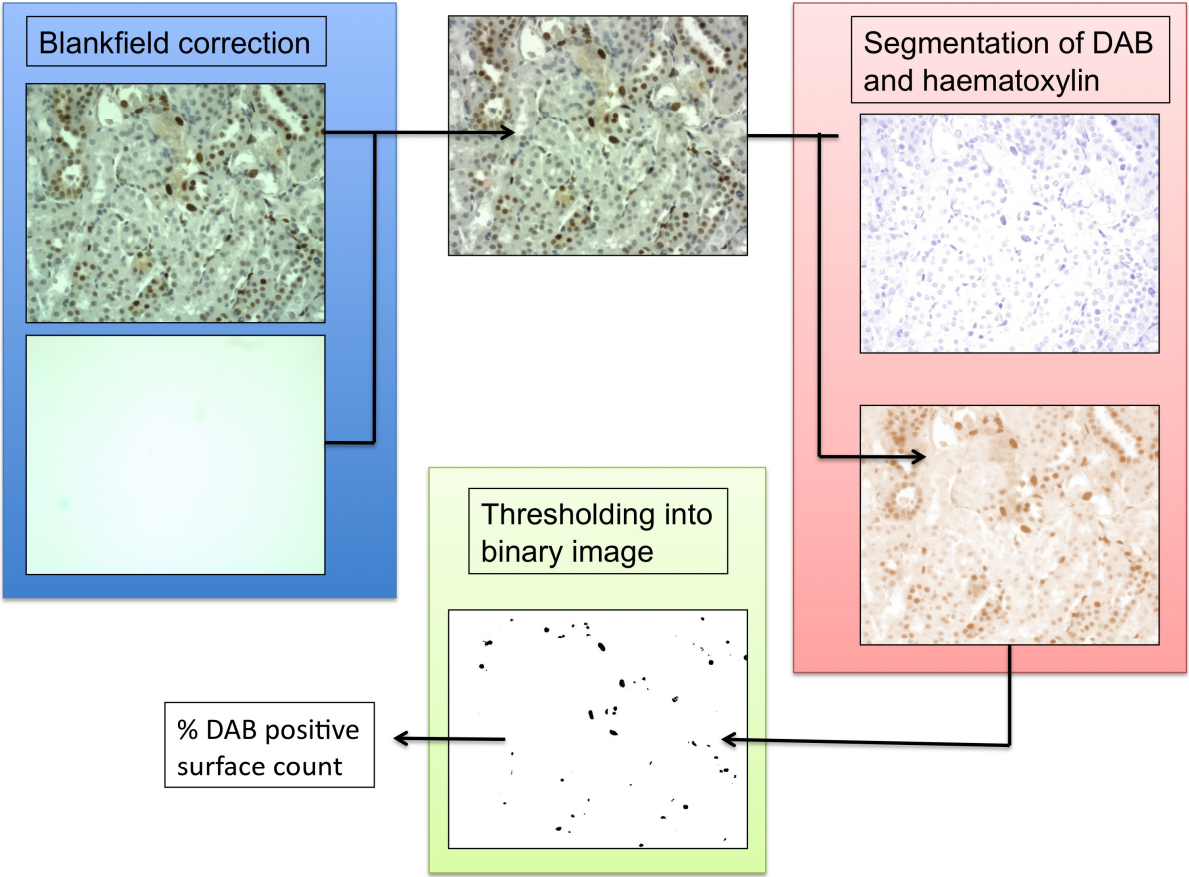 Blankfield correction
Segmentation of DAB
and haematoxylin
Thresholding into
binary image
% DAB positive
surface count